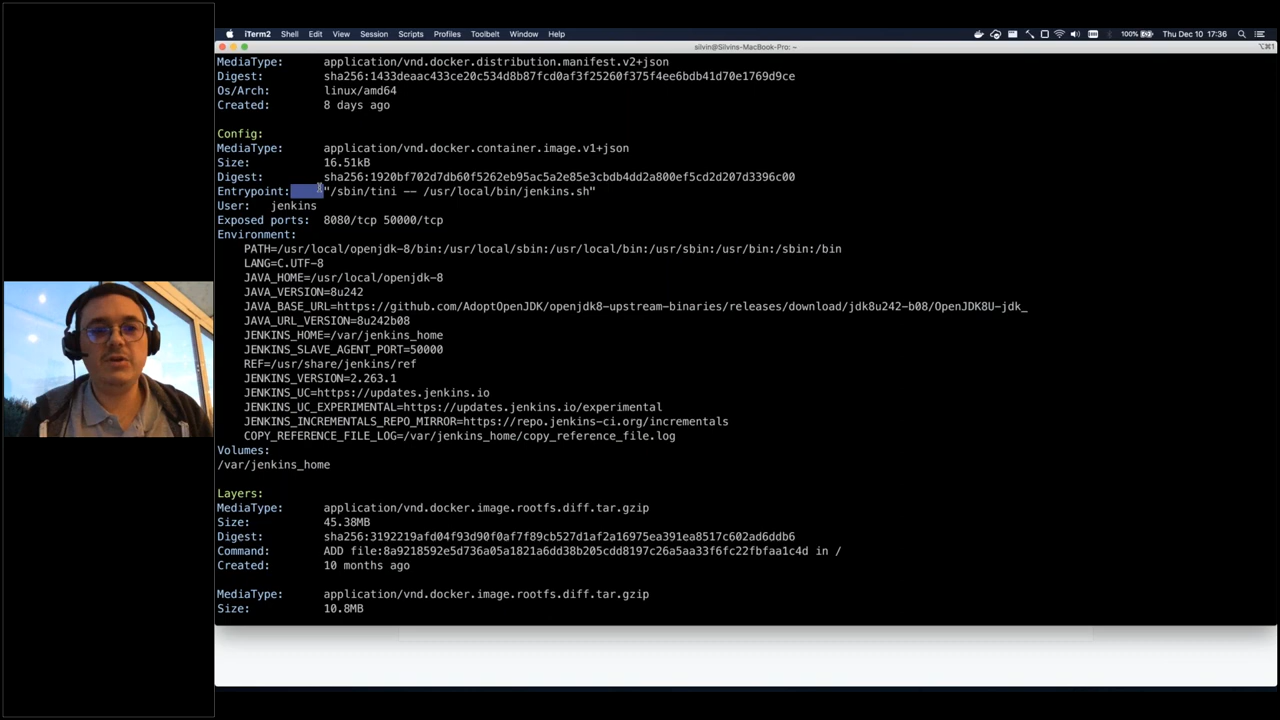 iTerm2 Shell Edit View Session Scripts Profiles Toolbelt Window Help 100% Thu Dec 10 17:36
silvin@Silvins-MacBook-Pro: ~ ⌥⌘1
MediaType: application/vnd.docker.distribution.manifest.v2+json
Digest: sha256:1433deaac433ce20c534d8b87fcd0af3f25260f375f4ee6bdb41d70e1769d9ce
Os/Arch: linux/amd64
Created: 8 days ago
Config:
MediaType: application/vnd.docker.container.image.v1+json
Size: 16.51kB
Digest: sha256:1920bf702d7db60f5262eb95ac5a2e85e3cbdb4dd2a800ef5cd2d207d3396c00
Entrypoint: "/sbin/tini -- /usr/local/bin/jenkins.sh"
User: jenkins
Exposed ports: 8080/tcp 50000/tcp
Environment:
PATH=/usr/local/openjdk-8/bin:/usr/local/sbin:/usr/local/bin:/usr/sbin:/usr/bin:/sbin:/bin
LANG=C.UTF-8
JAVA_HOME=/usr/local/openjdk-8
JAVA_VERSION=8u242
JAVA_BASE_URL=https://github.com/AdoptOpenJDK/openjdk8-upstream-binaries/releases/download/jdk8u242-b08/OpenJDK8U-jdk_
JAVA_URL_VERSION=8u242b08
JENKINS_HOME=/var/jenkins_home
JENKINS_SLAVE_AGENT_PORT=50000
REF=/usr/share/jenkins/ref
JENKINS_VERSION=2.263.1
JENKINS_UC=https://updates.jenkins.io
JENKINS_UC_EXPERIMENTAL=https://updates.jenkins.io/experimental
JENKINS_INCREMENTALS_REPO_MIRROR=https://repo.jenkins-ci.org/incrementals
COPY_REFERENCE_FILE_LOG=/var/jenkins_home/copy_reference_file.log
Volumes:
/var/jenkins_home
Layers:
MediaType: application/vnd.docker.image.rootfs.diff.tar.gzip
Size: 45.38MB
Digest: sha256:3192219afd04f93d90f0af7f89cb527d1af2a16975ea391ea8517c602ad6ddb6
Command: ADD file:8a9218592e5d736a05a1821a6dd38b205cdd8197c26a5aa33f6fc22fbfaa1c4d in /
Created: 10 months ago
MediaType: application/vnd.docker.image.rootfs.diff.tar.gzip
Size: 10.8MB